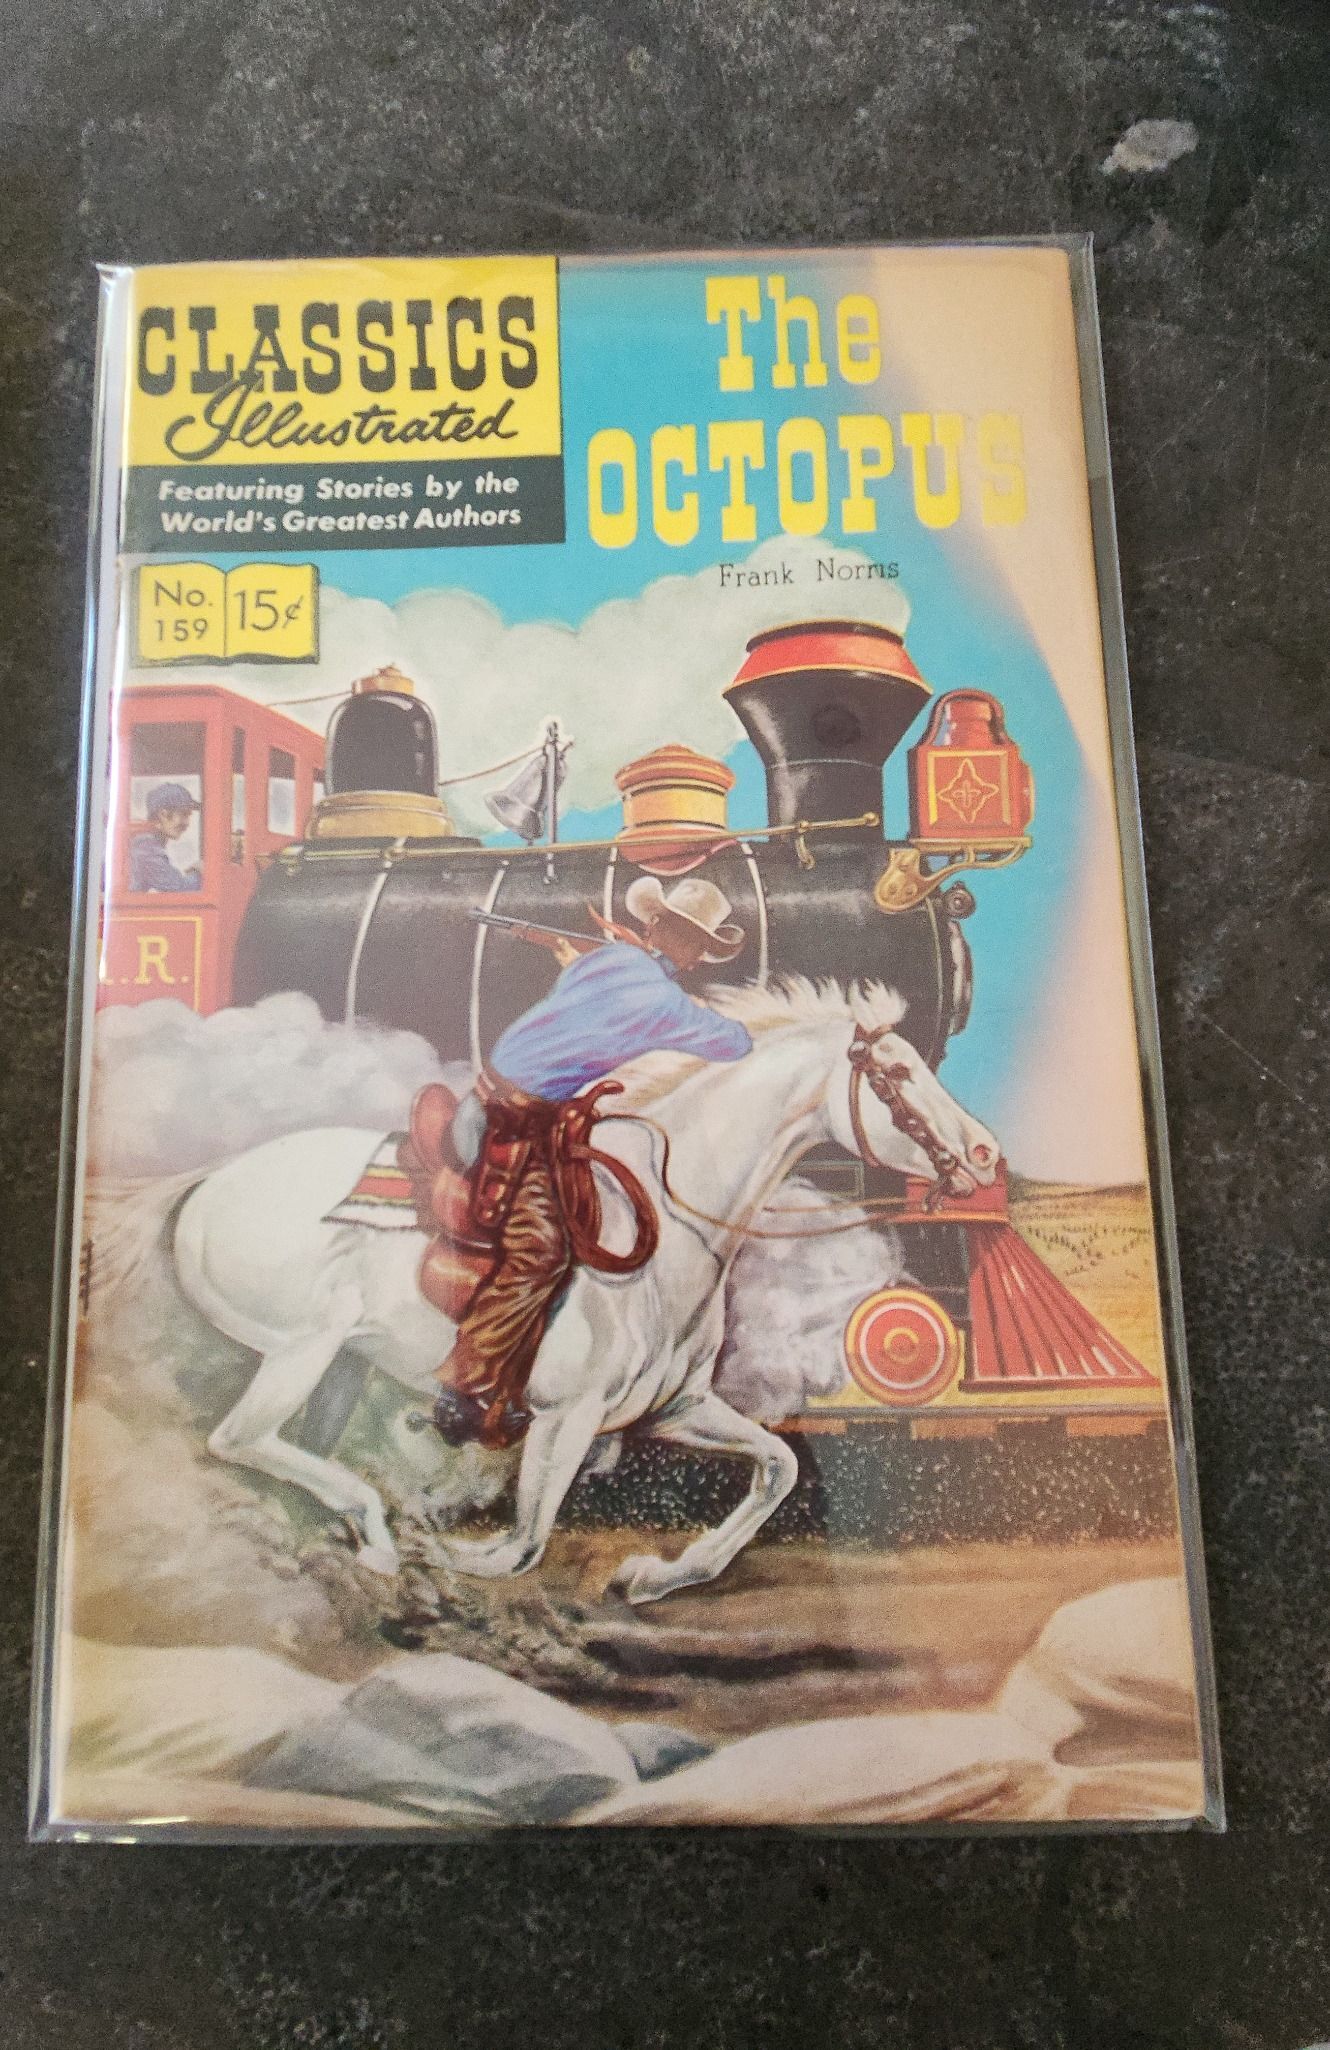 CLASSICS
Illustrated
Featuring Stories by the
World's Greatest Authors
The
OCTOPUS
Frank Norris
No.
159
15¢
.R.